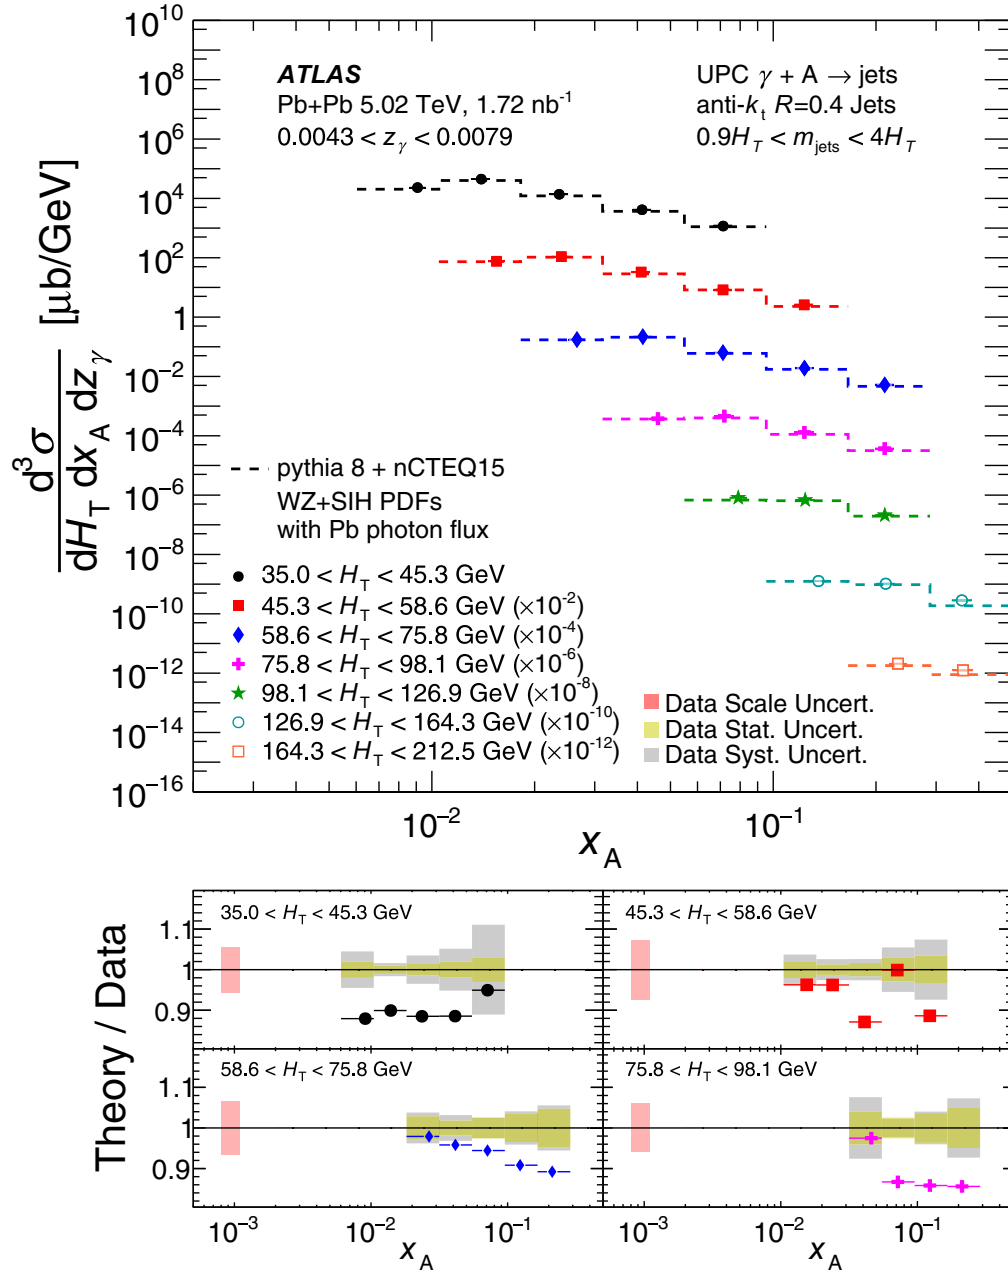 10^10
10^8
10^6
10^4
10^2
1
10^−2
10^−4
10^−6
10^−8
10^−10
10^−12
10^−14
10^−16
d^3 σ
dH_T dx_A dz_γ
[μb/GeV]
ATLAS
Pb+Pb 5.02 TeV, 1.72 nb^-1
0.0043 < z_γ < 0.0079
UPC γ + A → jets
anti-k_t R=0.4 Jets
0.9H_T < m_jets < 4H_T
pythia 8 + nCTEQ15
WZ+SIH PDFs
with Pb photon flux
35.0 < H_T < 45.3 GeV
45.3 < H_T < 58.6 GeV (×10^-2)
58.6 < H_T < 75.8 GeV (×10^-4)
75.8 < H_T < 98.1 GeV (×10^-6)
98.1 < H_T < 126.9 GeV (×10^-8)
126.9 < H_T < 164.3 GeV (×10^-10)
164.3 < H_T < 212.5 GeV (×10^-12)
Data Scale Uncert.
Data Stat. Uncert.
Data Syst. Uncert.
10^−2
10^−1
x_A
Theory / Data
35.0 < H_T < 45.3 GeV
1.1
1
0.9
45.3 < H_T < 58.6 GeV
58.6 < H_T < 75.8 GeV
1.1
1
0.9
75.8 < H_T < 98.1 GeV
10^−3
10^−2
10^−1
x_A
10^−3
10^−2
10^−1
x_A